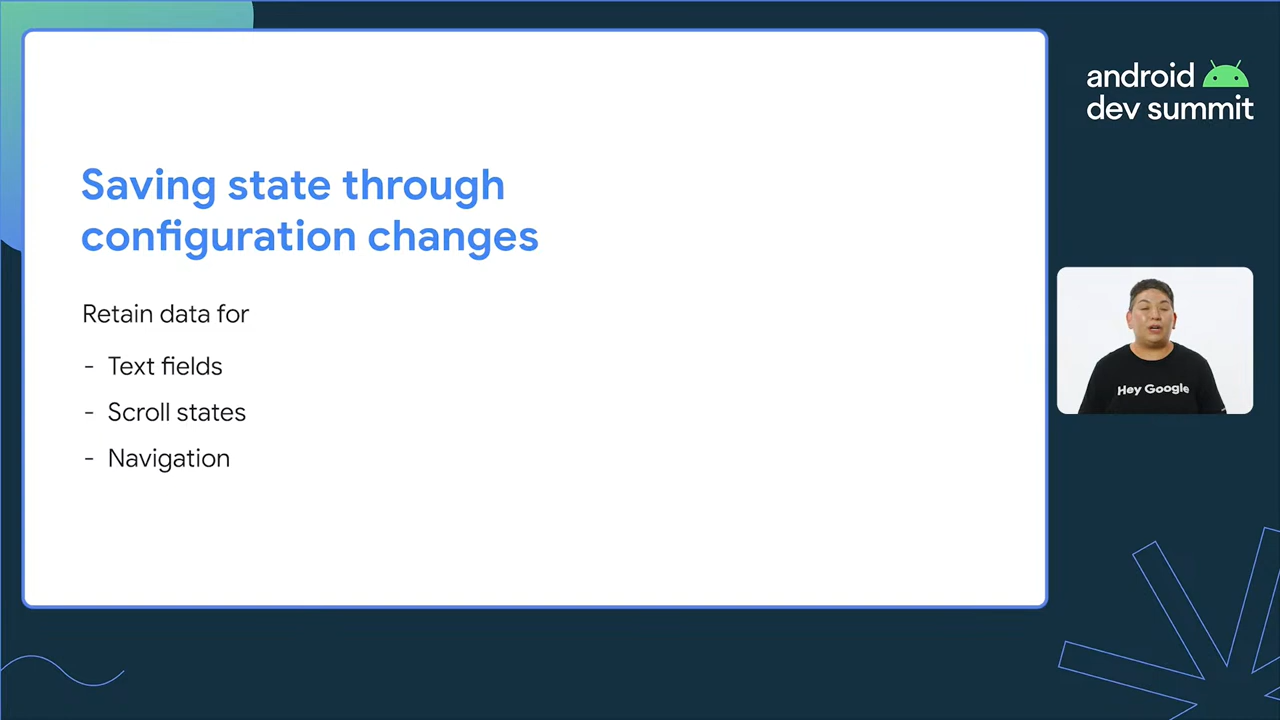 Saving state through
configuration changes
Retain data for
- Text fields
- Scroll states
- Navigation
android
dev summit
Hey Google